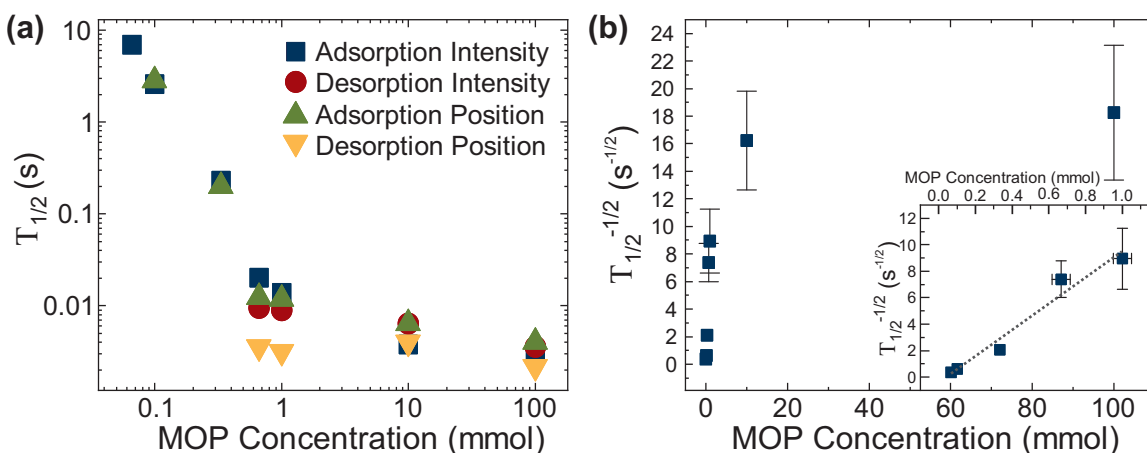 (a)
10
1
0.1
0.01
T1/2 (s)
Adsorption Intensity
Desorption Intensity
Adsorption Position
Desorption Position
0.1 1 10 100
MOP Concentration (mmol)
(b)
24
22
20
18
16
14
12
10
8
6
4
2
0
T1/2^-1/2 (s^-1/2)
0 20 40 60 80 100
MOP Concentration (mmol)
MOP Concentration (mmol)
0.0 0.2 0.4 0.6 0.8 1.0
12
10
8
6
4
2
0
T1/2^-1/2 (s^-1/2)